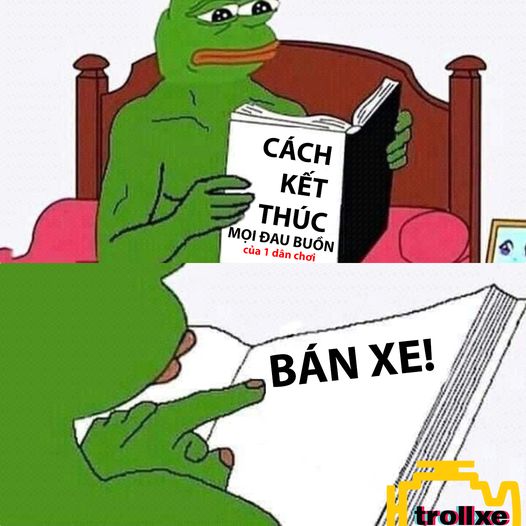 CÁCH
KẾT
THÚC
MỌI ĐAU BUỒN
của 1 dân chơi
BÁN XE!
trollxe